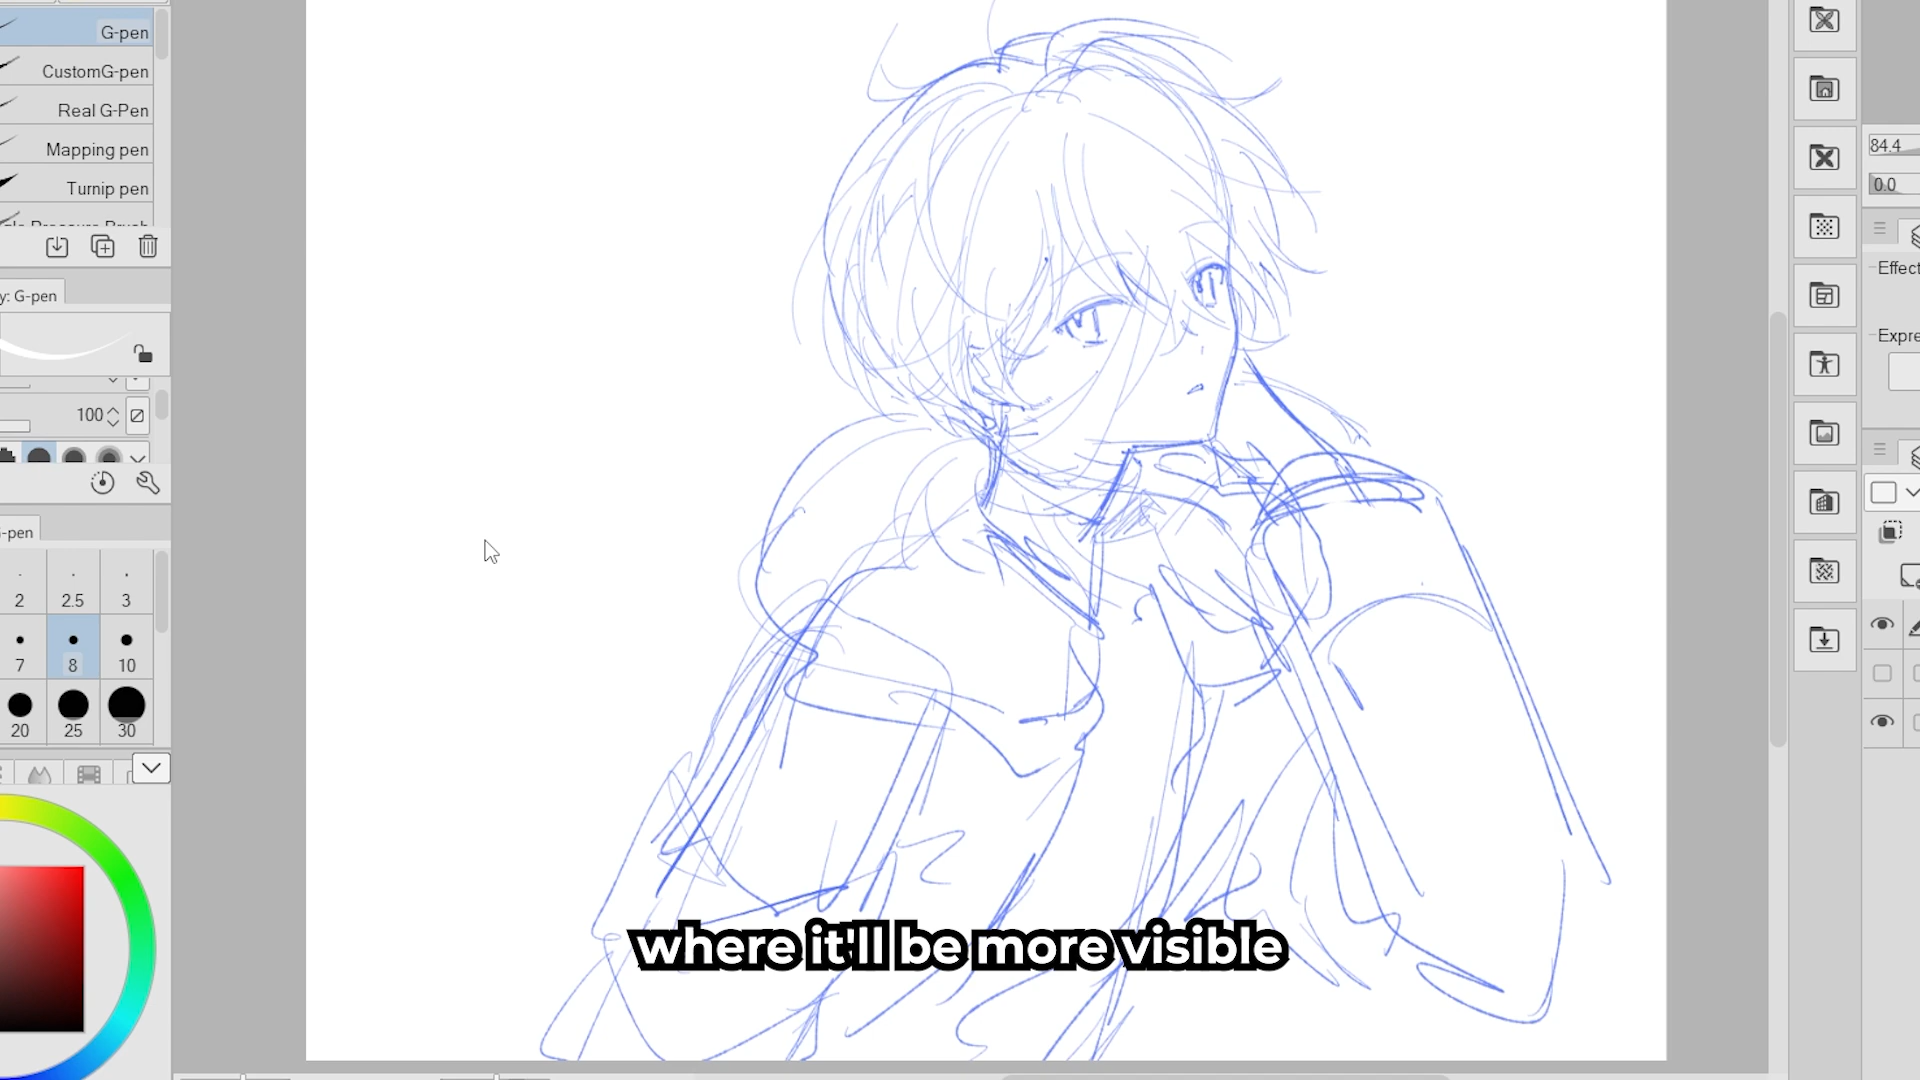 G-pen
CustomG-pen
Real G-Pen
Mapping pen
Turnip pen
y: G-pen
100
-pen
2 2.5 3
7 8 10
20 25 30
84.4
0.0
Effect
Expre
where it'll be more visible